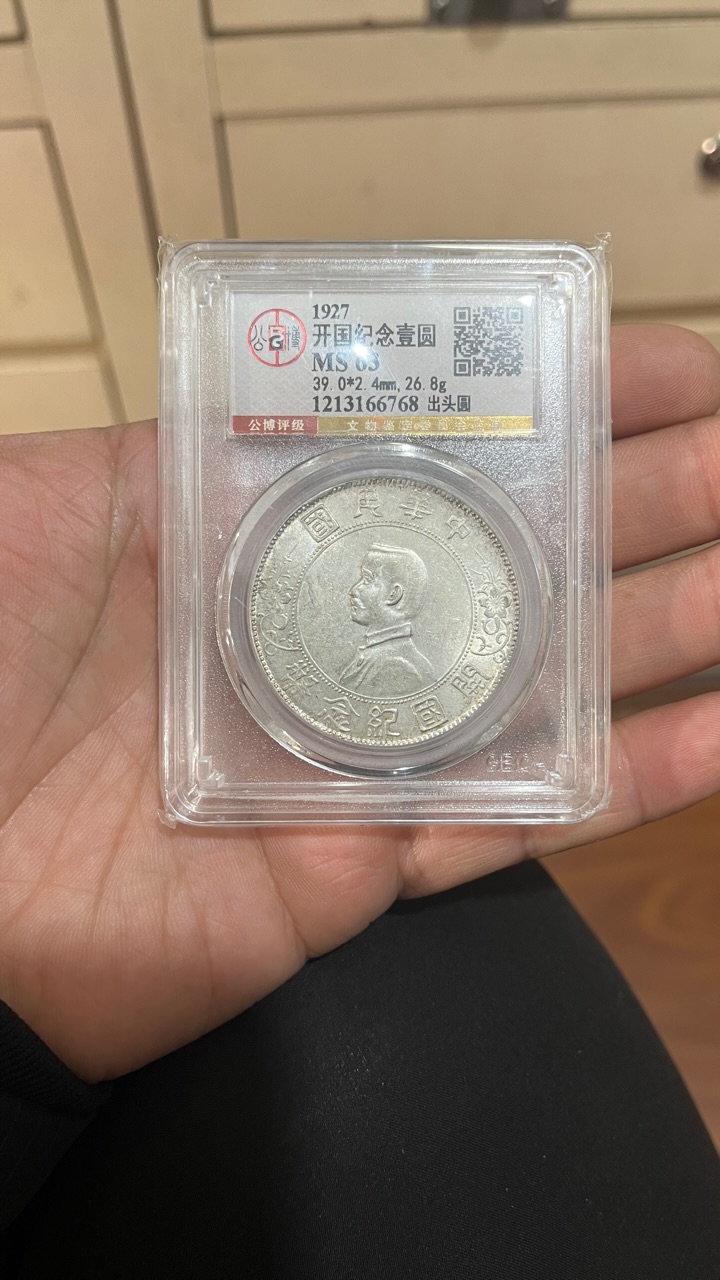 1927
开国纪念壹圆
MS 63
39.0*2.4mm,26.8g
1213166768 出头圆
公博评级
中華民國
開國紀念幣